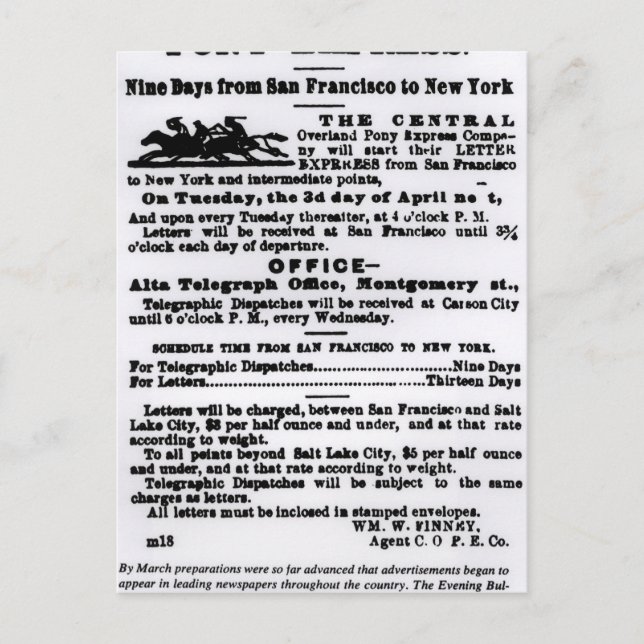 Nine Days from San Francisco to New York
THE CENTRAL
Overland Pony Express Compa-
ny will start their LETTER
EXPRRESS from San Francisco
to New York and intermediate points,
On Tuesday, the 3d day of April ne t,
And upon every Tuesday thereafter, at 4 o'clock P. M.
Letters will be received at San Francisco until 3¾
o'clock each day of departure.
OFFICE—
Alta Telegraph Office, Montgomery st.,
Telegraphic Dispatches will be received at Carson City
until 6 o'clock P. M., every Wednesday.
SCHEDULE TIME FROM SAN FRANCISCO TO NEW YORK.
For Telegraphic Dispatches..............................Nine Days
For Letters................................................Thirteen Days
Letters will be charged, between San Francisco and Salt
Lake City, $3 per half ounce and under, and at that rate
according to weight.
To all points beyond Salt Lake City, $5 per half ounce
and under, and at that rate according to weight.
Telegraphic Dispatches will be subject to the same
charges as letters.
All letters must be inclosed in stamped envelopes.
WM. W. FINNEY,
m18 Agent C. O P. E. Co.
By March preparations were so far advanced that advertisements began to
appear in leading newspapers throughout the country. The Evening Bul-